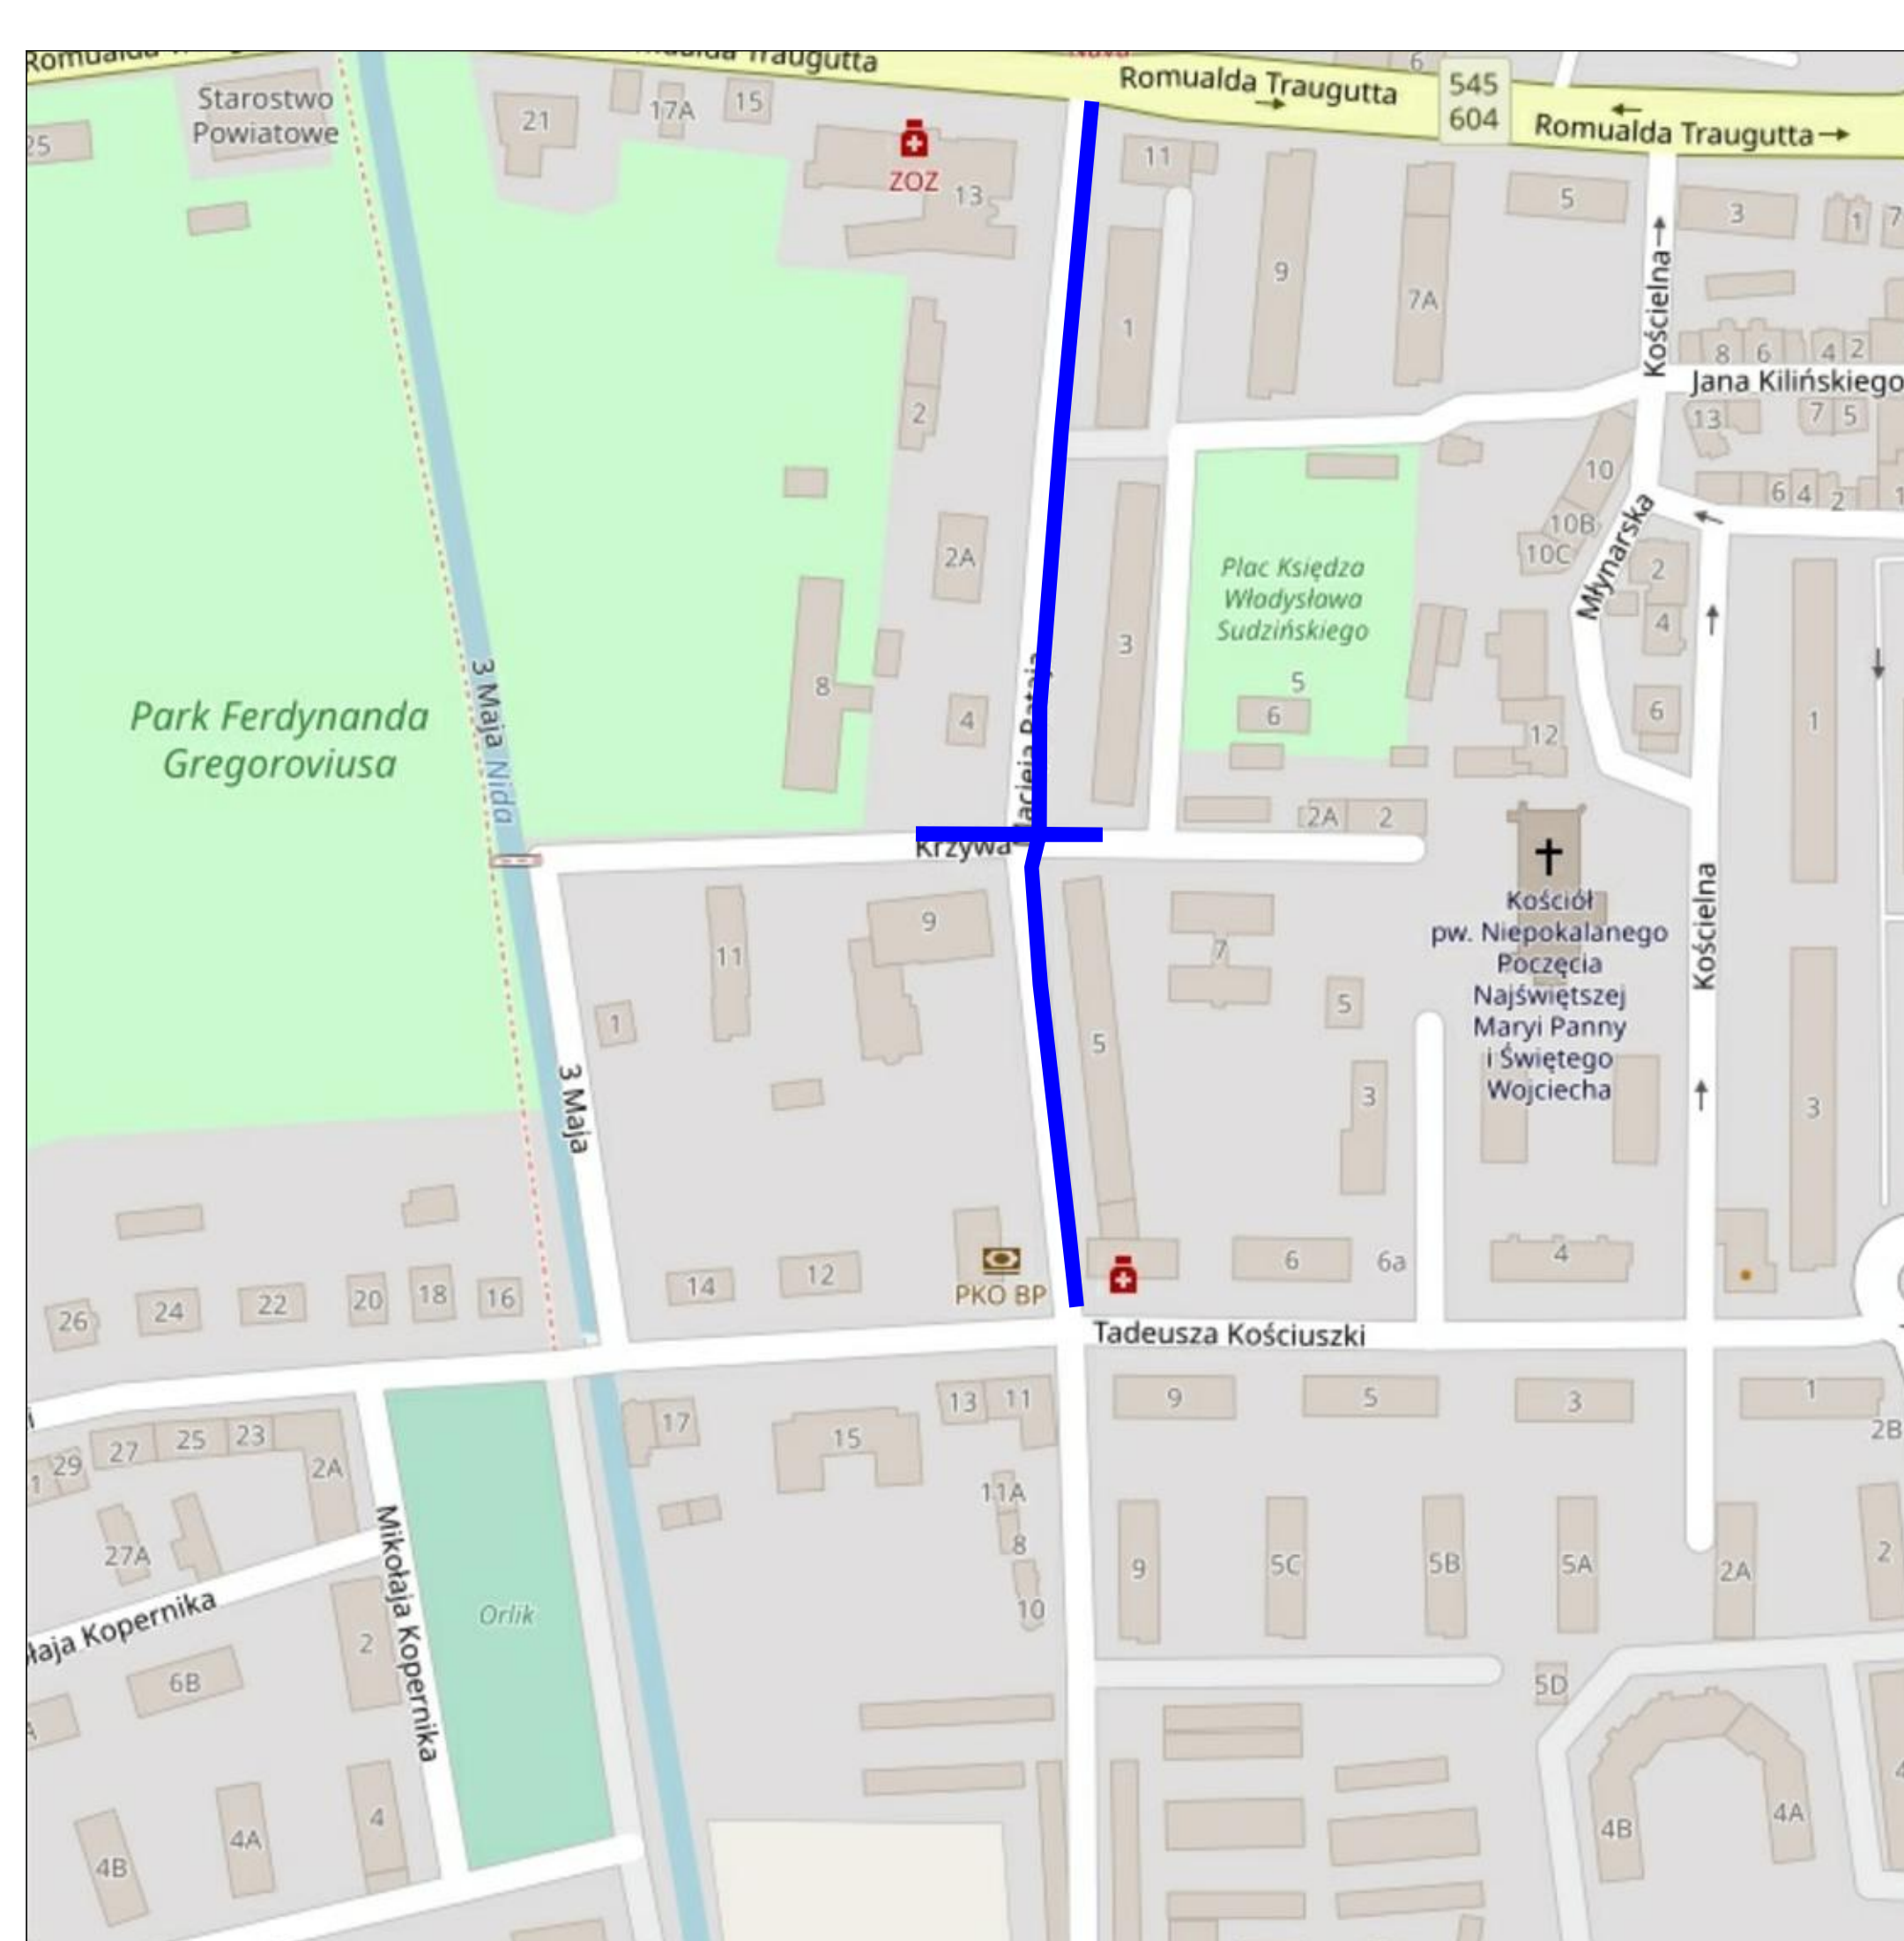 Romualda Traugutta
Romualda Traugutta
545
604
Romualda Traugutta
Starostwo
Powiatowe
25
21
17A
15
ZOZ
13
11
9
7A
5
3
1
7
6
Kościelna
1
2
8
6
4
2
Jana Kilińskiego
13
7
5
10
6
4
2
10B
10C
Młynarska
2
4
6
2A
3
Plac Księdza
Władysława
Sudzińskiego
5
6
8
4
12
1
3 Maja
Nida
Park Ferdynanda
Gregoroviusa
2A
2
Krzywa
Kościół
pw. Niepokalanego
Poczęcia
Najświętszej
Maryi Panny
i Świętego
Wojciecha
Kościelna
9
11
7
5
1
5
3
3
3 Maja
14
12
PKO BP
6
6a
4
26
24
22
20
18
16
Tadeusza Kościuszki
9
5
3
1
2B
17
15
13
11
1
29
27
25
23
2A
11A
8
10
9
5C
5B
5A
2A
2
27A
Mikołaja Kopernika
Orlik
2
6B
5D
4B
4A
4
4B
4A